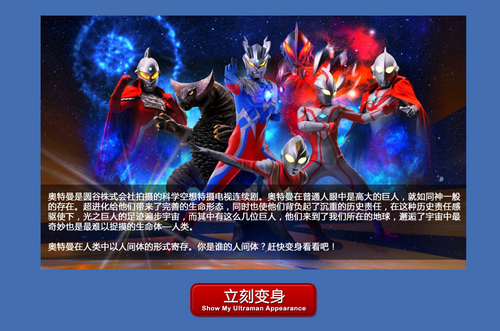 奥特曼是圆谷株式会社拍摄的科学空想特摄电视连续剧。奥特曼在普通人眼中是高大的巨人，就如同神一般
的存在。超进化给他们带来了完善的生命形态，同时也使他们背负起了沉重的历史责任，在这种历史责任感
驱使下，光之巨人的足迹遍步宇宙，而其中有这么几位巨人，他们来到了我们所在的地球，邂逅了宇宙中最
奇妙也是最难以捉摸的生命体—人类。
奥特曼在人类中以人间体的形式寄存。你是谁的人间体？赶快变身看看吧！
立刻变身
Show My Ultraman Appearance